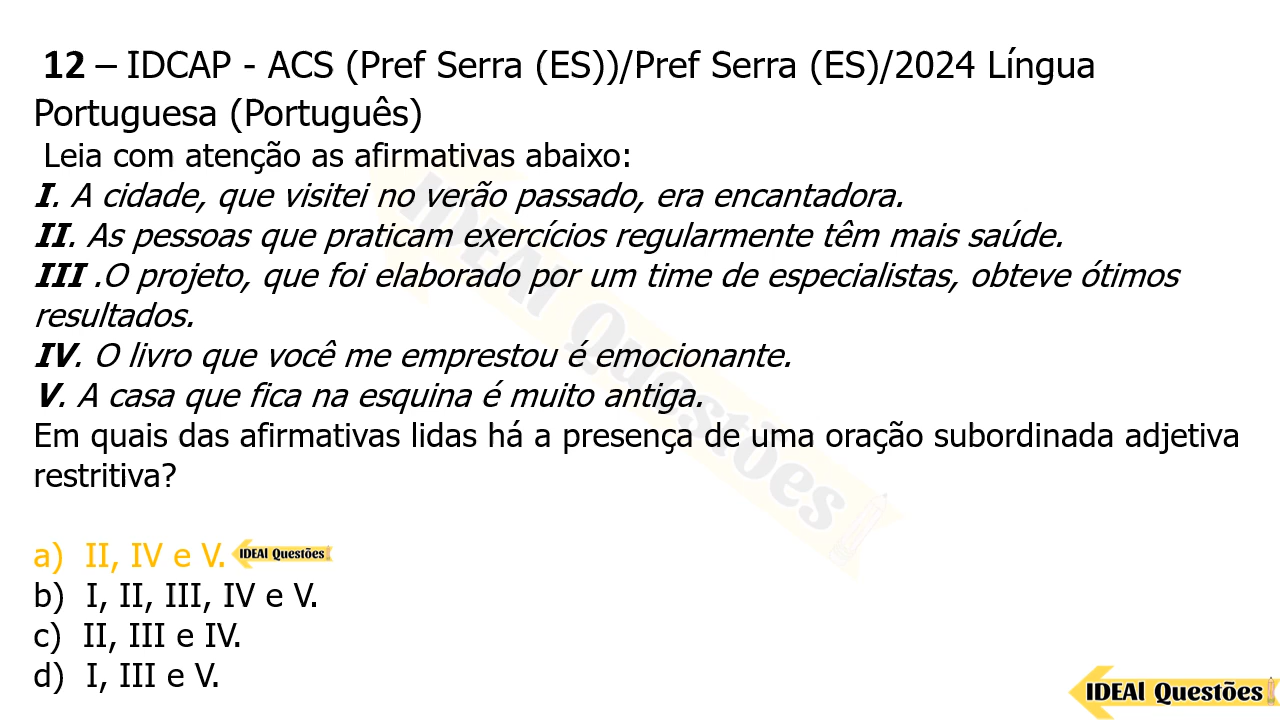 12 – IDCAP - ACS (Pref Serra (ES))/Pref Serra (ES)/2024 Língua
Portuguesa (Português)
Leia com atenção as afirmativas abaixo:
I. A cidade, que visitei no verão passado, era encantadora.
II. As pessoas que praticam exercícios regularmente têm mais saúde.
III .O projeto, que foi elaborado por um time de especialistas, obteve ótimos
resultados.
IV. O livro que você me emprestou é emocionante.
V. A casa que fica na esquina é muito antiga.
Em quais das afirmativas lidas há a presença de uma oração subordinada adjetiva
restritiva?
a) II, IV e V. IDEAl Questões
b) I, II, III, IV e V.
c) II, III e IV.
d) I, III e V.
IDEAl Questões
IDEAl Questões